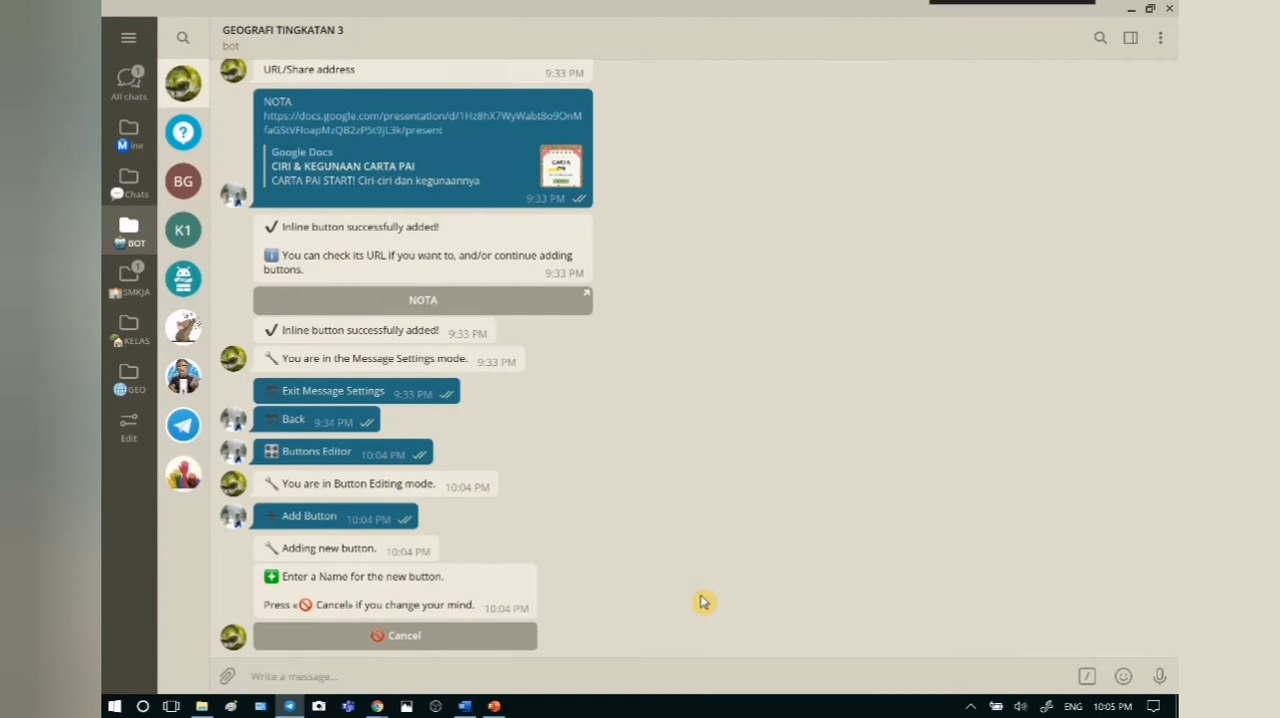 GEOGRAFI TINGKATAN 3
bot
All chats
1
Mine
Chats
BOT
1
SMKJA
KELAS
GEO
Edit
BG
K1
URL/Share address
9:33 PM
NOTA
https://docs.google.com/presentation/d/1Hz8hX7WyWabt8o9OnM
faGStVFIoapMzQB2zP5t9jL3k/present
Google Docs
CIRI & KEGUNAAN CARTA PAI
CARTA PAI START! Ciri-ciri dan kegunaannya
CARTA
PAI
9:33 PM
✔ Inline button successfully added!
You can check its URL if you want to, and/or continue adding
buttons.
9:33 PM
NOTA
✔ Inline button successfully added! 9:33 PM
You are in the Message Settings mode. 9:33 PM
Exit Message Settings 9:33 PM
Back 9:34 PM
Buttons Editor 10:04 PM
You are in Button Editing mode. 10:04 PM
Add Button 10:04 PM
Adding new button. 10:04 PM
Enter a Name for the new button.
Press «🚫 Cancel» if you change your mind. 10:04 PM
🚫 Cancel
Write a message...
ENG 10:05 PM